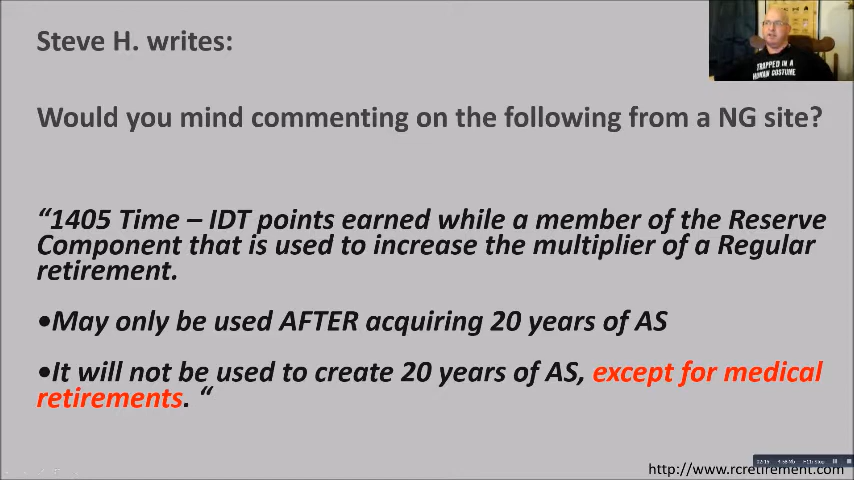 Steve H. writes:
TRAPPED IN A
HUMAN COSTUME
Would you mind commenting on the following from a NG site?
“1405 Time – IDT points earned while a member of the Reserve
Component that is used to increase the multiplier of a Regular
retirement.
•May only be used AFTER acquiring 20 years of AS
•It will not be used to create 20 years of AS, except for medical
retirements. “
http://www.rcretirement.com